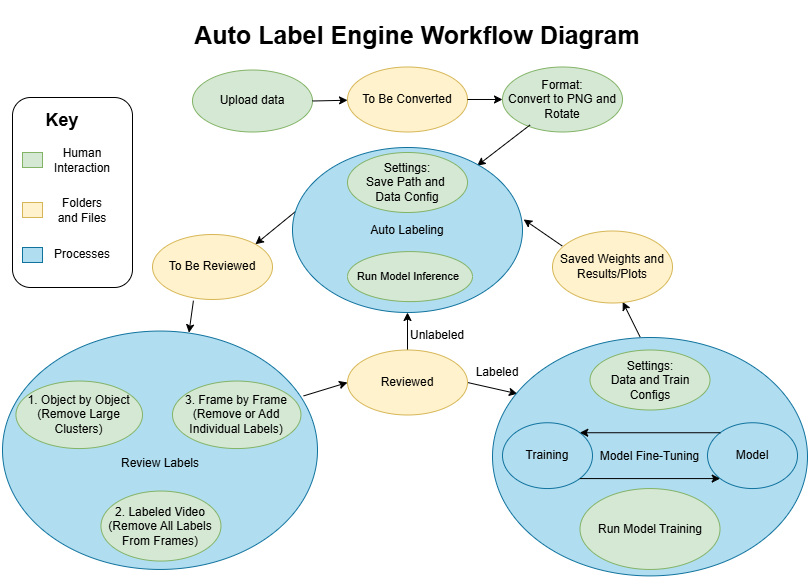 Auto Label Engine Workflow Diagram
Key
Human
Interaction
Folders
and Files
Processes
Upload data
To Be Converted
Format:
Convert to PNG and
Rotate
Settings:
Save Path and
Data Config
Auto Labeling
Run Model Inference
To Be Reviewed
Saved Weights and
Results/Plots
1. Object by Object
(Remove Large
Clusters)
3. Frame by Frame
(Remove or Add
Individual Labels)
Review Labels
2. Labeled Video
(Remove All Labels
From Frames)
Unlabeled
Reviewed
Labeled
Settings:
Data and Train
Configs
Training
Model Fine-Tuning
Model
Run Model Training